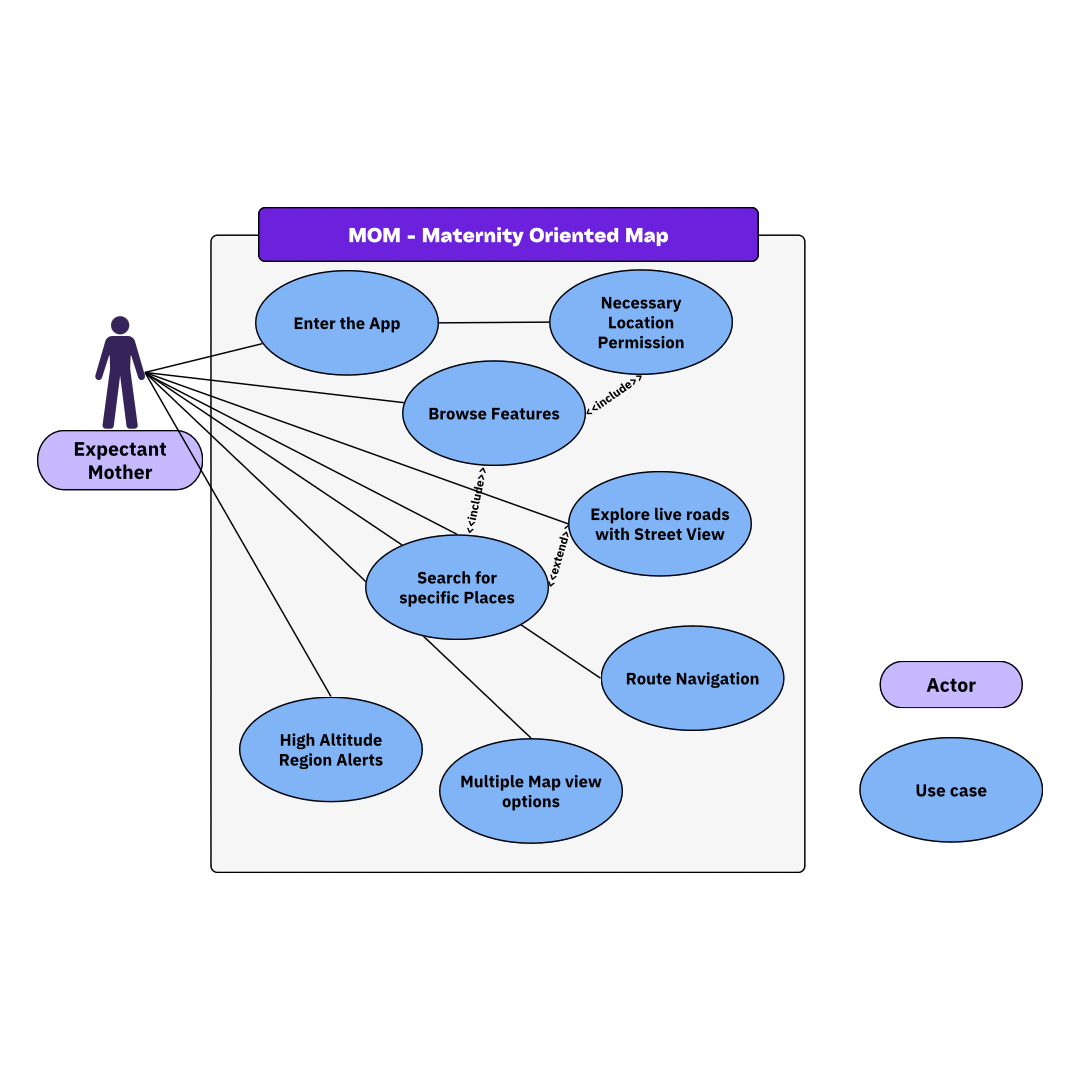 MOM - Maternity Oriented Map
Enter the App
Necessary
Location
Permission
<<include>>
Browse Features
Expectant
Mother
<<include>>
Explore live roads
with Street View
<<extend>>
Search for
specific Places
Route Navigation
Actor
High Altitude
Region Alerts
Multiple Map view
options
Use case